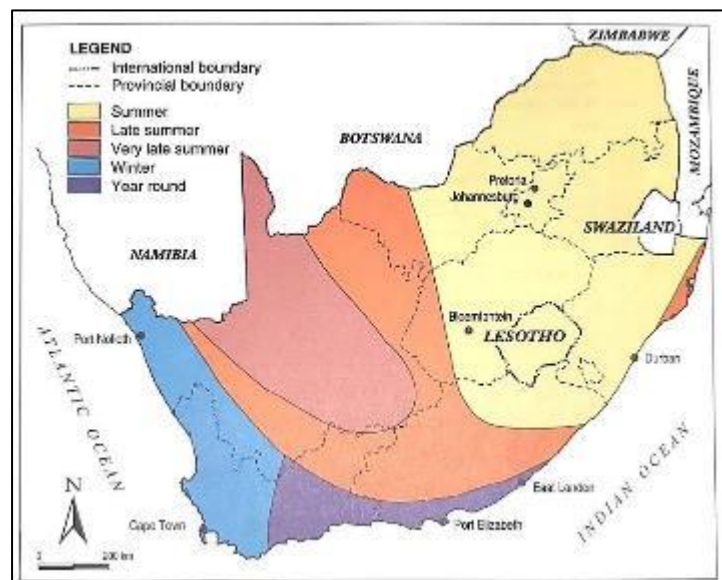 LEGEND
International boundary
Provincial boundary
Summer
Late summer
Very late summer
Winter
Year round
ZIMBABWE
MOZAMBIQUE
BOTSWANA
Pretoria
Johannesburg
SWAZILAND
NAMIBIA
Port Nolloth
Bloemfontein
LESOTHO
Durban
ATLANTIC OCEAN
INDIAN OCEAN
East London
N
Cape Town
Port Elizabeth
0 200 km